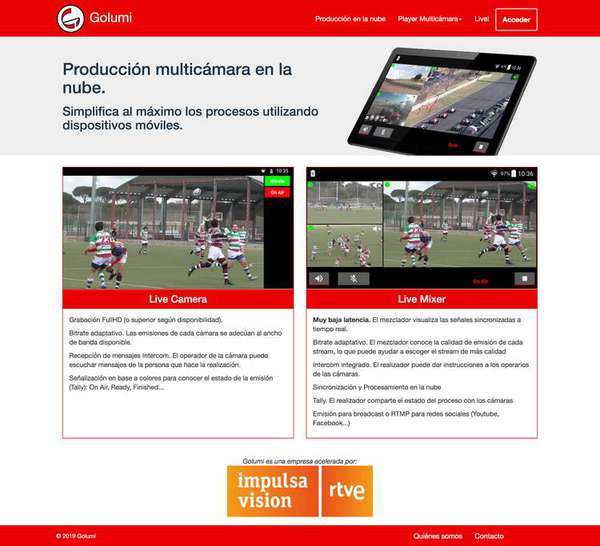 Golumi
Producción en la nube
Player Multicámara
Live!
Acceder
Producción multicámara en la
nube.
Simplifica al máximo los procesos utilizando
dispositivos móviles.
10:35
On Air
97% 10:36
On Air
Live Camera
Grabación FullHD (o superior según disponibilidad).
Bitrate adaptativo. Las emisiones de cada cámara se adecúan al ancho
de banda disponible.
Recepción de mensajes Intercom. El operador de la cámara puede
escuchar mensajes de la persona que hace la realización.
Señalización en base a colores para conocer el estado de la emisión
(Tally): On Air, Ready, Finished...
Live Mixer
Muy baja latencia. El mezclador visualiza las señales sincronizadas a
tiempo real.
Bitrate adaptativo. El mezclador conoce la calidad de emisión de cada
stream, lo que puede ayudar a escoger el stream de más calidad
Intercom integrado. El realizador puede dar instrucciones a los operarios
de las cámaras.
Sincronización y Procesamiento en la nube
Tally. El realizador comparte el estado del proceso con los cámaras
Emisión para broadcast o RTMP para redes sociales (Youtube,
Facebook...)
Golumi es una empresa acelerada por:
impulsa
vision
rtve
© 2019 Golumi
Quiénes somos
Contacto